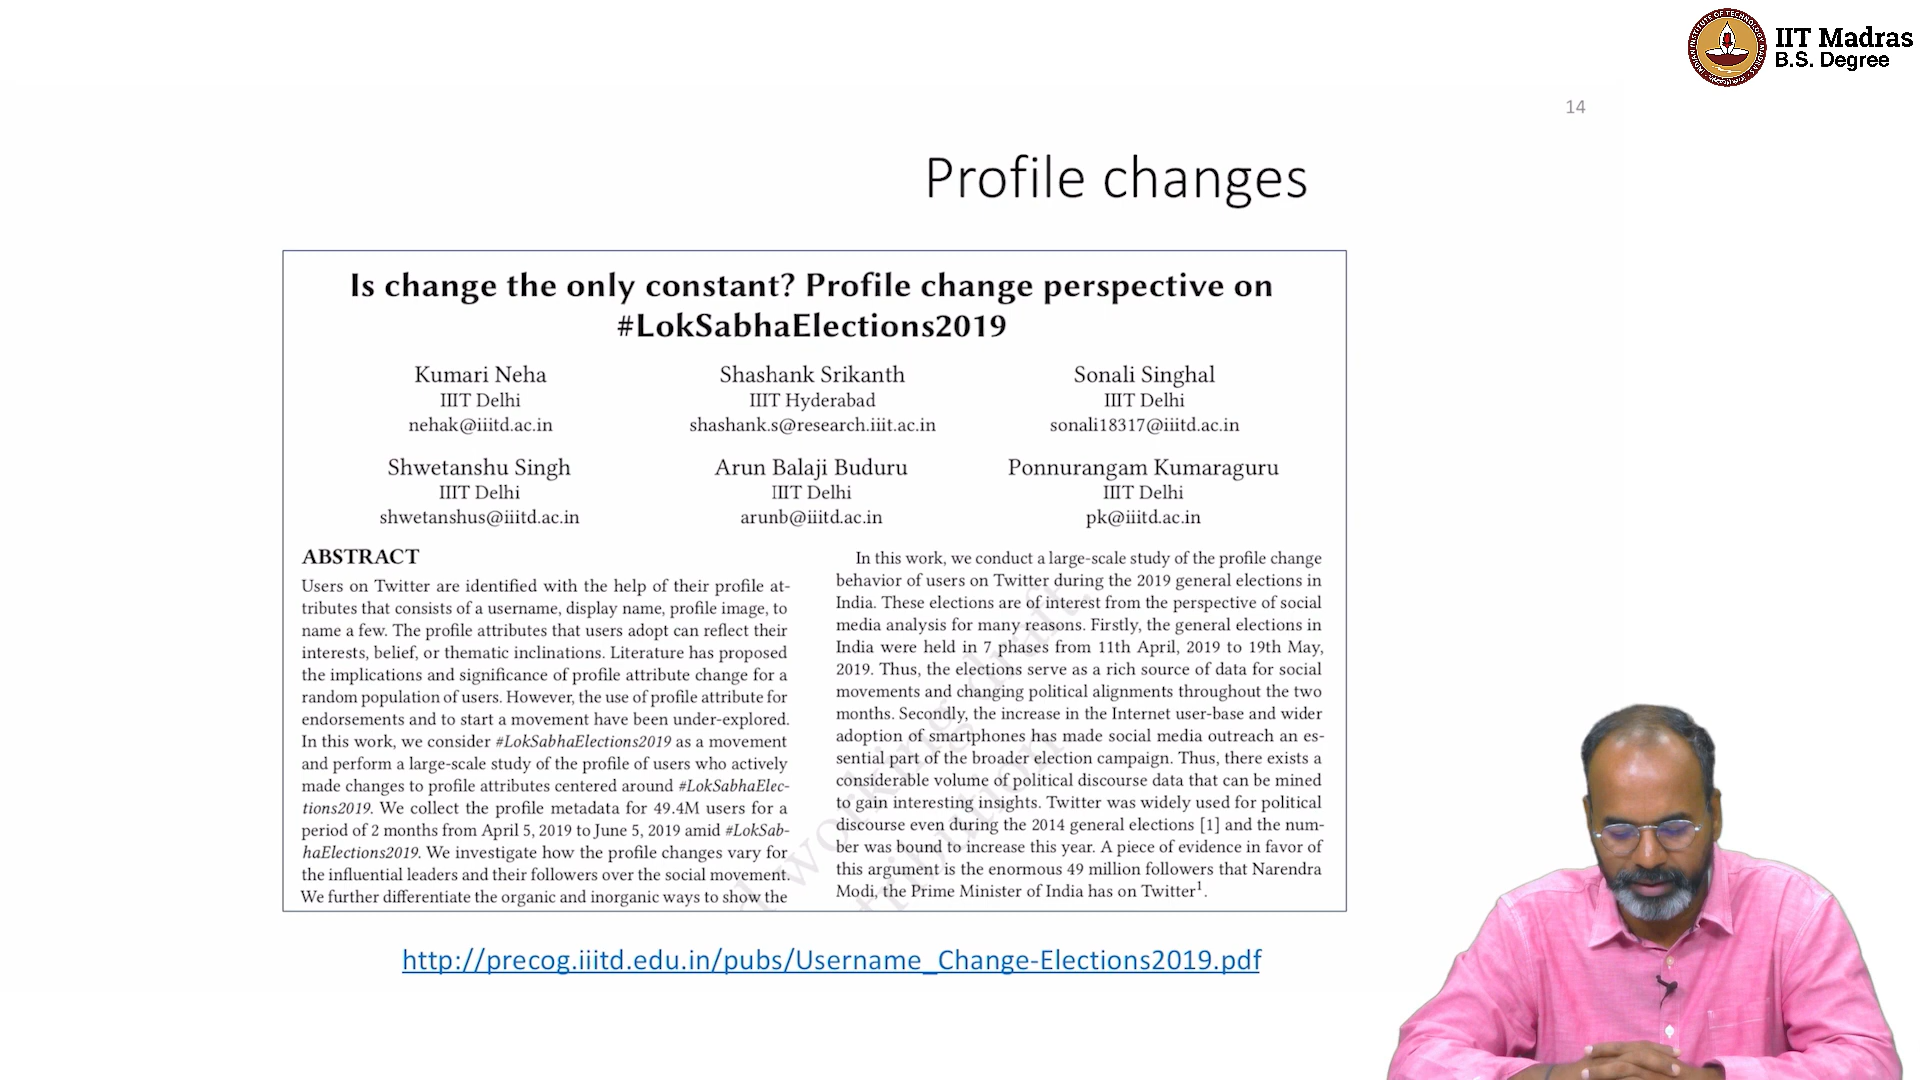 IIT Madras
B.S. Degree
14
Profile changes
Is change the only constant? Profile change perspective on
#LokSabhaElections2019
Kumari Neha
IIIT Delhi
nehak@iiitd.ac.in
Shashank Srikanth
IIIT Hyderabad
shashank.s@research.iiit.ac.in
Sonali Singhal
IIIT Delhi
sonali18317@iiitd.ac.in
Shwetanshu Singh
IIIT Delhi
shwetanshus@iiitd.ac.in
Arun Balaji Buduru
IIIT Delhi
arunb@iiitd.ac.in
Ponnurangam Kumaraguru
IIIT Delhi
pk@iiitd.ac.in
ABSTRACT
Users on Twitter are identified with the help of their profile at-
tributes that consists of a username, display name, profile image, to
name a few. The profile attributes that users adopt can reflect their
interests, belief, or thematic inclinations. Literature has proposed
the implications and significance of profile attribute change for a
random population of users. However, the use of profile attribute for
endorsements and to start a movement have been under-explored.
In this work, we consider #LokSabhaElections2019 as a movement
and perform a large-scale study of the profile of users who actively
made changes to profile attributes centered around #LokSabhaElec-
tions2019. We collect the profile metadata for 49.4M users for a
period of 2 months from April 5, 2019 to June 5, 2019 amid #LokSab-
haElections2019. We investigate how the profile changes vary for
the influential leaders and their followers over the social movement.
We further differentiate the organic and inorganic ways to show the
In this work, we conduct a large-scale study of the profile change
behavior of users on Twitter during the 2019 general elections in
India. These elections are of interest from the perspective of social
media analysis for many reasons. Firstly, the general elections in
India were held in 7 phases from 11th April, 2019 to 19th May,
2019. Thus, the elections serve as a rich source of data for social
movements and changing political alignments throughout the two
months. Secondly, the increase in the Internet user-base and wider
adoption of smartphones has made social media outreach an es-
sential part of the broader election campaign. Thus, there exists a
considerable volume of political discourse data that can be mined
to gain interesting insights. Twitter was widely used for political
discourse even during the 2014 general elections [1] and the num-
ber was bound to increase this year. A piece of evidence in favor of
this argument is the enormous 49 million followers that Narendra
Modi, the Prime Minister of India has on Twitter1.
working draft.
http://precog.iiitd.edu.in/pubs/Username_Change-Elections2019.pdf